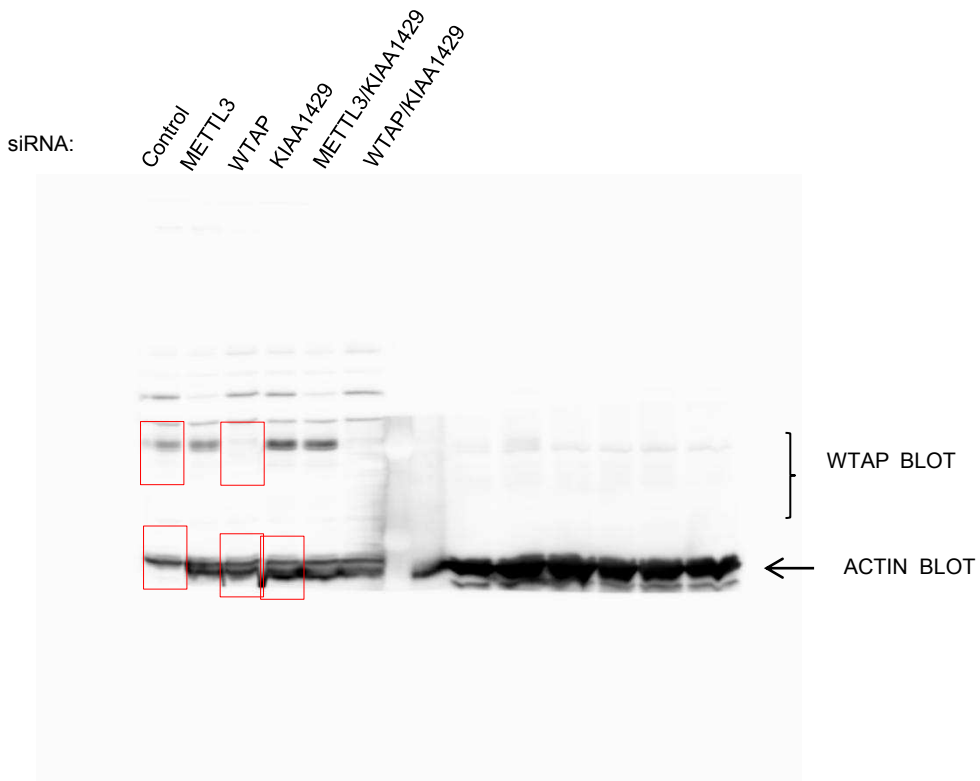 siRNA:
Control
METTL3
WTAP
KIAA1429
METTL3/KIAA1429
WTAP/KIAA1429
WTAP BLOT
ACTIN BLOT